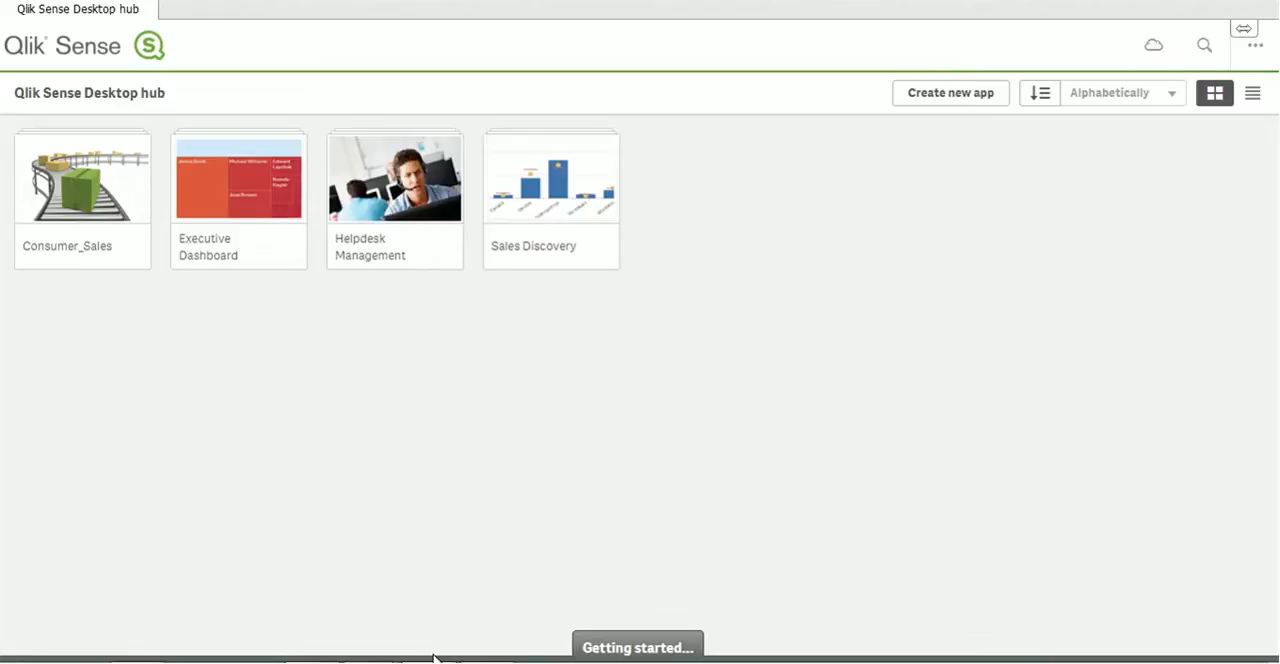 Qlik Sense Desktop hub
Qlik Sense
Qlik Sense Desktop hub
Create new app
Alphabetically
Consumer_Sales
Executive
Dashboard
Helpdesk
Management
Sales Discovery
Getting started...